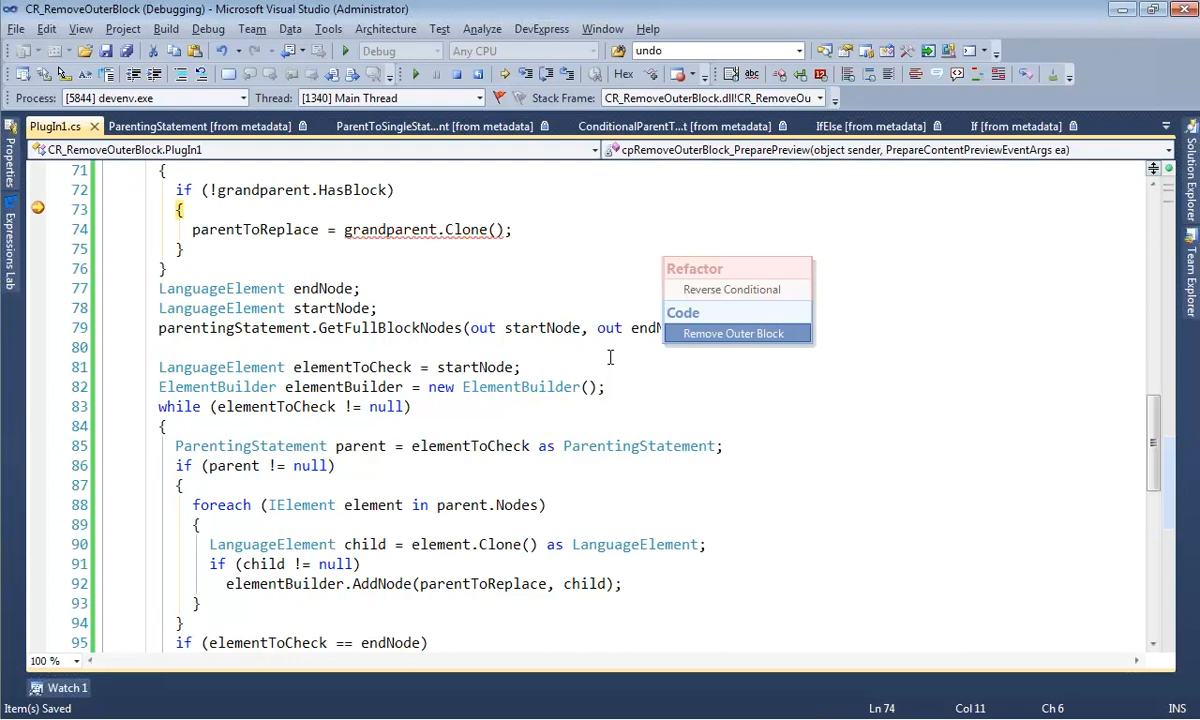 CR_RemoveOuterBlock (Debugging) - Microsoft Visual Studio (Administrator)
File Edit View Project Build Debug Team Data Tools Architecture Test Analyze DevExpress Window Help
Debug Any CPU undo
Hex
Process: [5844] devenv.exe Thread: [1340] Main Thread Stack Frame: CR_RemoveOuterBlock.dll!CR_RemoveOu
PlugIn1.cs ParentingStatement [from metadata] ParentToSingleStat...nt [from metadata] ConditionalParentT...t [from metadata] IfElse [from metadata] If [from metadata]
CR_RemoveOuterBlock.PlugIn1 cpRemoveOuterBlock_PreparePreview(object sender, PrepareContentPreviewEventArgs ea)
Properties
Expressions Lab
Solution Explorer
Team Explorer
71 {
72 if (!grandparent.HasBlock)
73 {
74 parentToReplace = grandparent.Clone();
75 }
76 }
77 LanguageElement endNode;
78 LanguageElement startNode;
79 parentingStatement.GetFullBlockNodes(out startNode, out endN
80
81 LanguageElement elementToCheck = startNode;
82 ElementBuilder elementBuilder = new ElementBuilder();
83 while (elementToCheck != null)
84 {
85 ParentingStatement parent = elementToCheck as ParentingStatement;
86 if (parent != null)
87 {
88 foreach (IElement element in parent.Nodes)
89 {
90 LanguageElement child = element.Clone() as LanguageElement;
91 if (child != null)
92 elementBuilder.AddNode(parentToReplace, child);
93 }
94 }
95 if (elementToCheck == endNode)
Refactor
Reverse Conditional
Code
Remove Outer Block
100 %
Watch 1
Item(s) Saved Ln 74 Col 11 Ch 6 INS